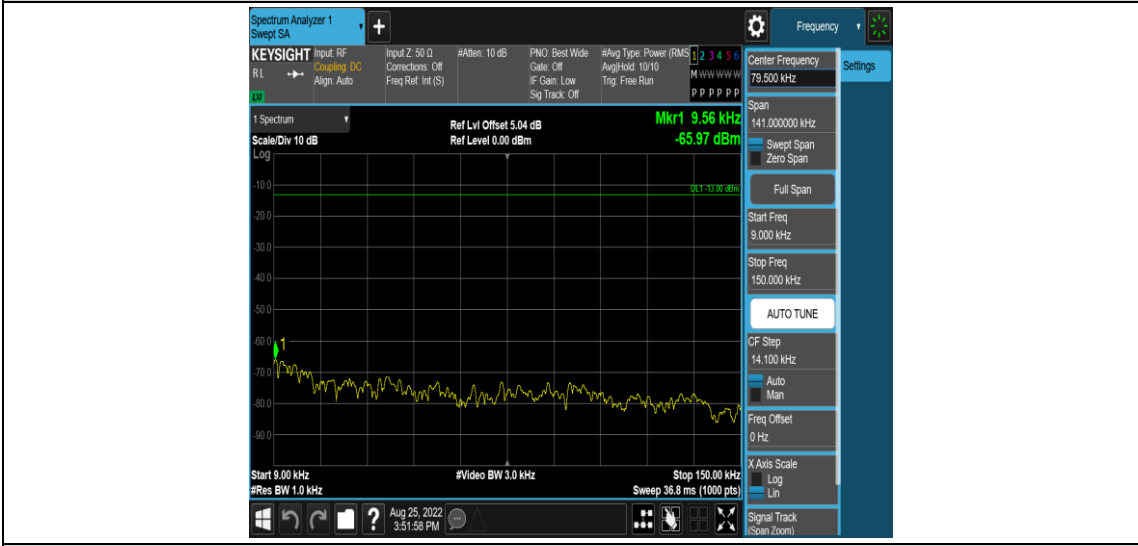 Spectrum Analyzer 1
Swept SA
+
Frequency
KEYSIGHT
RL
Input: RF
Coupling: DC
Align: Auto
Input Z: 50 Ω
Corrections: Off
Freq Ref: Int (S)
#Atten: 10 dB
PNO: Best Wide
Gate: Off
IF Gain: Low
Sig Track: Off
#Avg Type: Power (RMS
Avg|Hold: 10/10
Trig: Free Run
1 2 3 4 5 6
M W W W W W
P P P P P P
1 Spectrum
Scale/Div 10 dB
Log
Ref Lvl Offset 5.04 dB
Ref Level 0.00 dBm
Mkr1 9.56 kHz
-65.97 dBm
DL1 -13.00 dBm
-10.0
-20.0
-30.0
-40.0
-50.0
-60.0
-70.0
-80.0
-90.0
1
Start 9.00 kHz
#Res BW 1.0 kHz
#Video BW 3.0 kHz
Stop 150.00 kHz
Sweep 36.8 ms (1000 pts)
Center Frequency
79.500 kHz
Settings
Span
141.000000 kHz
Swept Span
Zero Span
Full Span
Start Freq
9.000 kHz
Stop Freq
150.000 kHz
AUTO TUNE
CF Step
14.100 kHz
Auto
Man
Freq Offset
0 Hz
X Axis Scale
Log
Lin
Signal Track
(Span Zoom)
?
Aug 25, 2022
3:51:58 PM